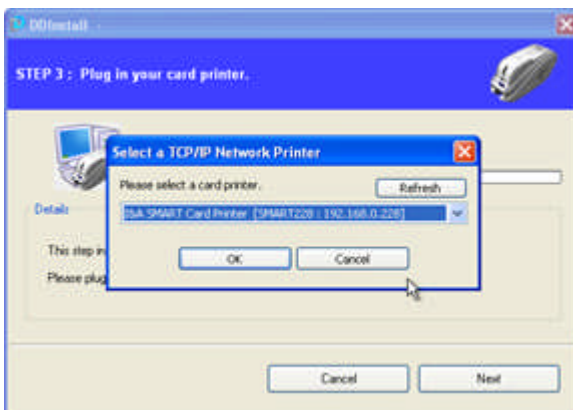 DDInstall
STEP 3 : Plug in your card printer.
Select a TCP/IP Network Printer
Please select a card printer.
Refresh
SMART Card Printer [SMART228 : 192.168.0.228]
OK
Cancel
Details
This step in
Please plug
Cancel
Next